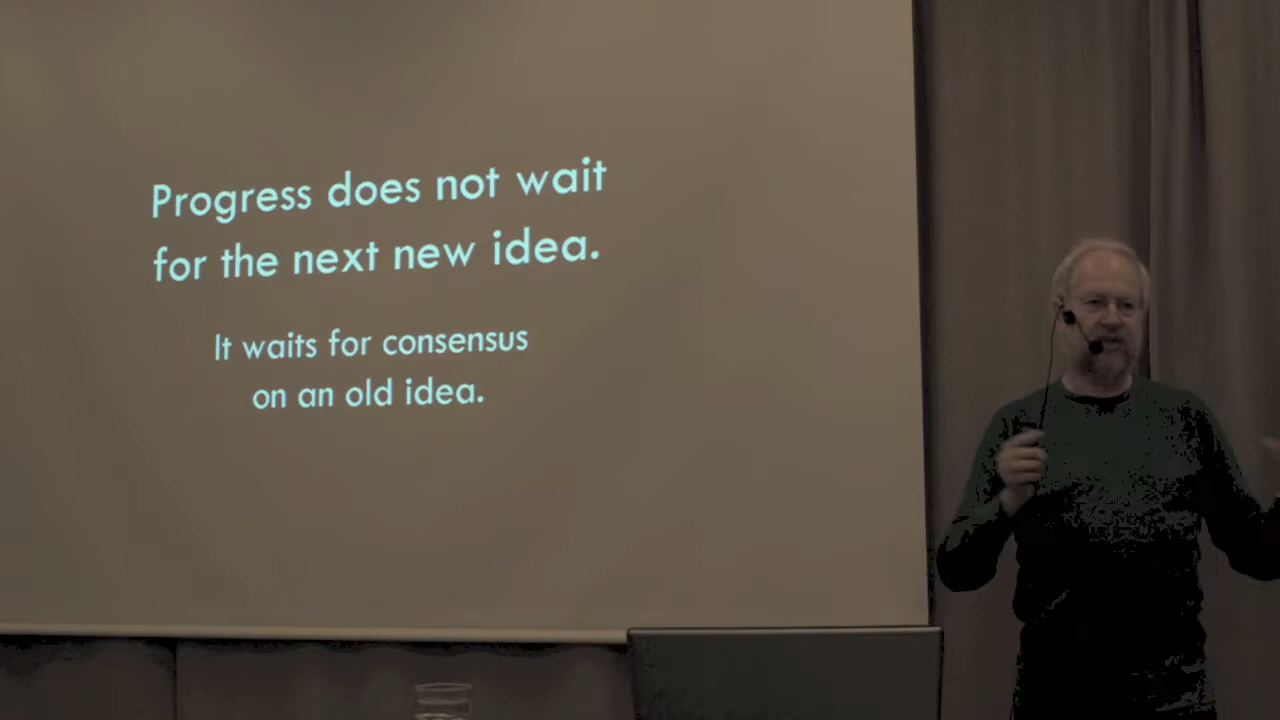 Progress does not wait
for the next new idea.
It waits for consensus
on an old idea.